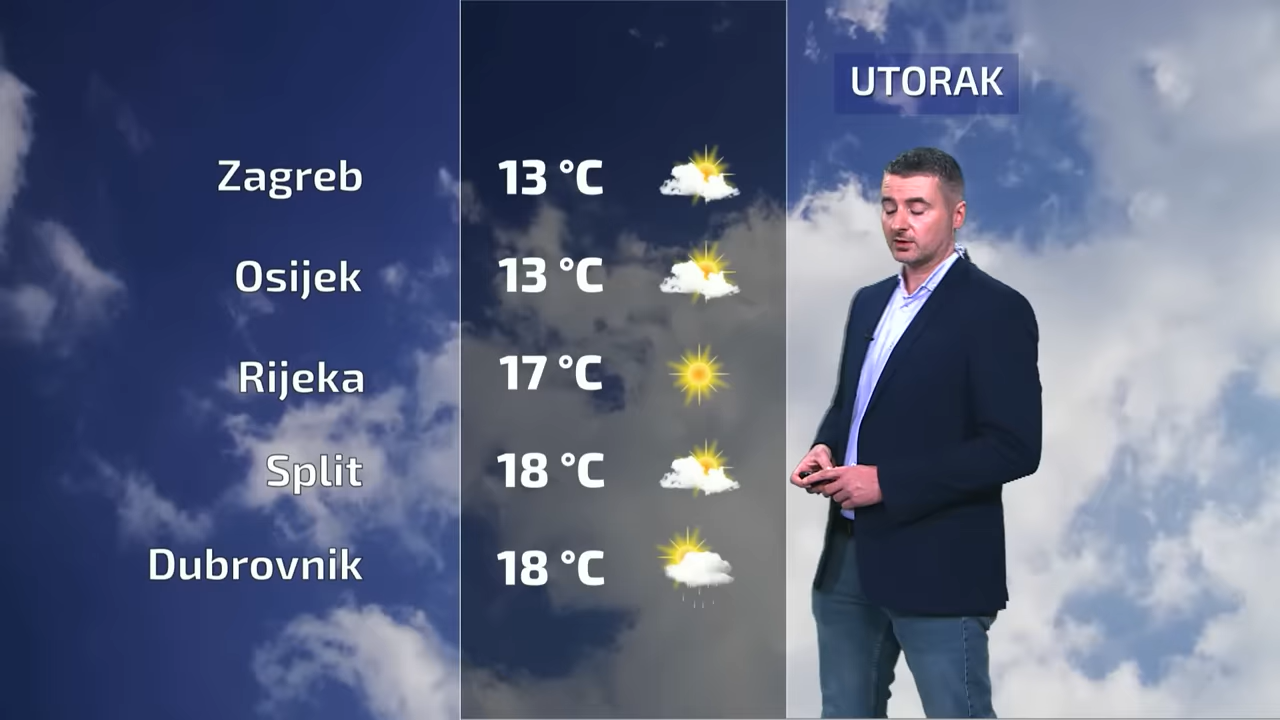 UTORAK
Zagreb 13 °C
Osijek 13 °C
Rijeka 17 °C
Split 18 °C
Dubrovnik 18 °C